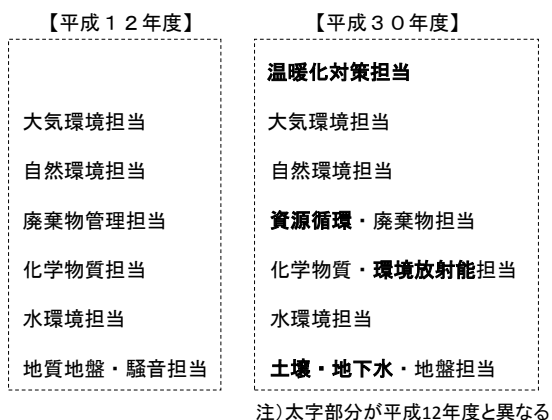 【平成１２年度】
大気環境担当
自然環境担当
廃棄物管理担当
化学物質担当
水環境担当
地質地盤・騒音担当
【平成３０年度】
温暖化対策担当
大気環境担当
自然環境担当
資源循環・廃棄物担当
化学物質・環境放射能担当
水環境担当
土壌・地下水・地盤担当
注）太字部分が平成12年度と異なる